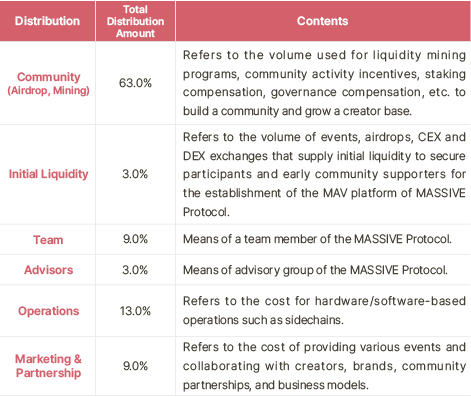 Distribution
Total
Distribution
Amount
Contents
Community
(Airdrop, Mining)
63.0%
Refers to the volume used for liquidity mining
programs, community activity incentives, staking
compensation, governance compensation, etc. to
build a community and grow a creator base.
Initial Liquidity
3.0%
Refers to the volume of events, airdrops, CEX and
DEX exchanges that supply initial liquidity to secure
participants and early community supporters for
the establishment of the MAV platform of MASSIVE
Protocol.
Team
9.0%
Means of a team member of the MASSIVE Protocol.
Advisors
3.0%
Means of advisory group of the MASSIVE Protocol.
Operations
13.0%
Refers to the cost for hardware/software-based
operations such as sidechains.
Marketing &
Partnership
9.0%
Refers to the cost of providing various events and
collaborating with creators, brands, community
partnerships, and business models.